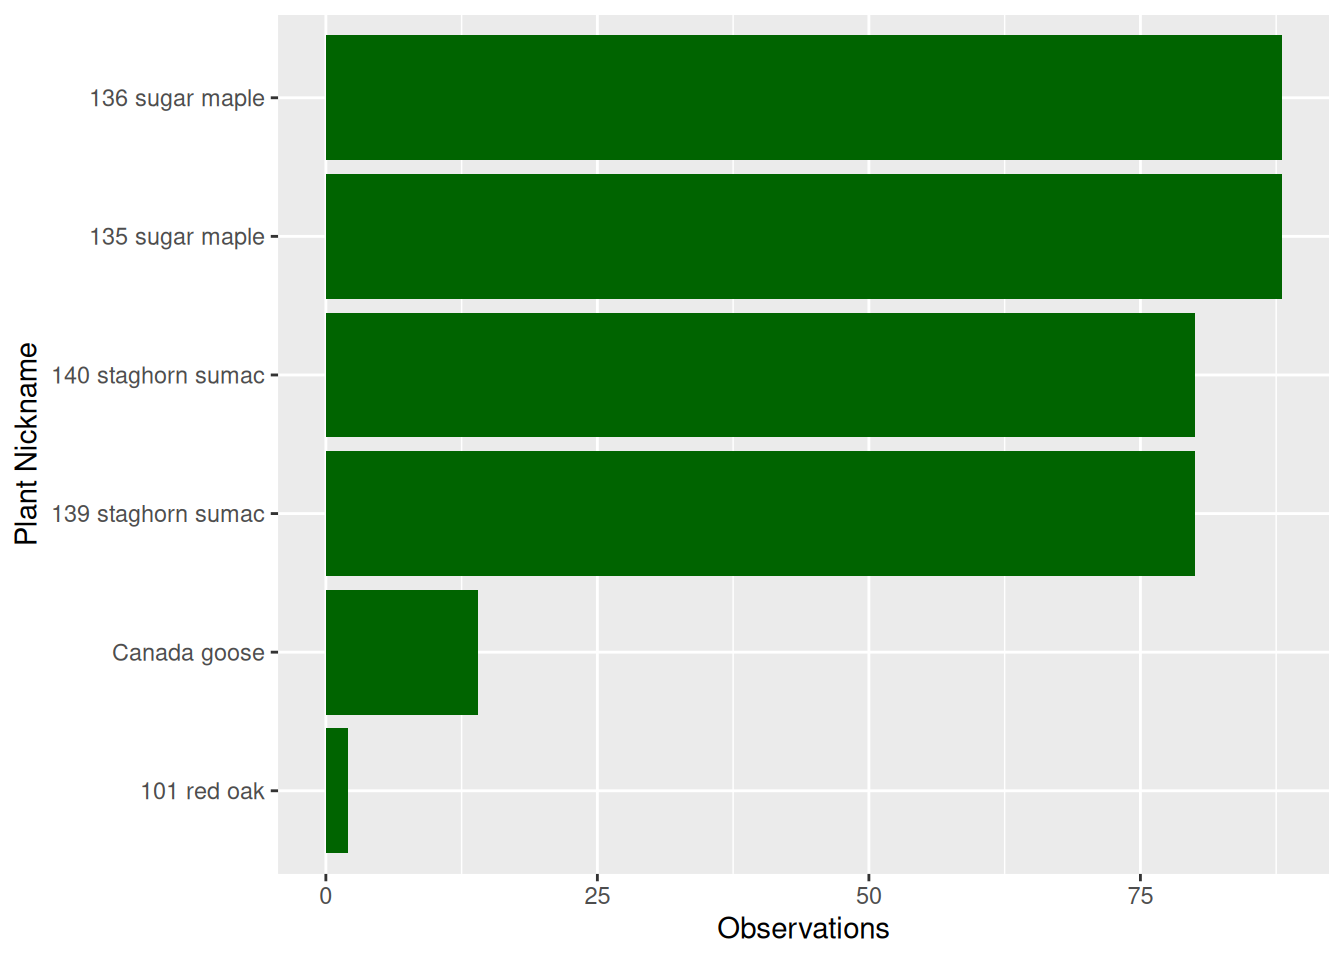 136 sugar maple
135 sugar maple
140 staghorn sumac
139 staghorn sumac
Canada goose
101 red oak
Plant Nickname
0 25 50 75
Observations